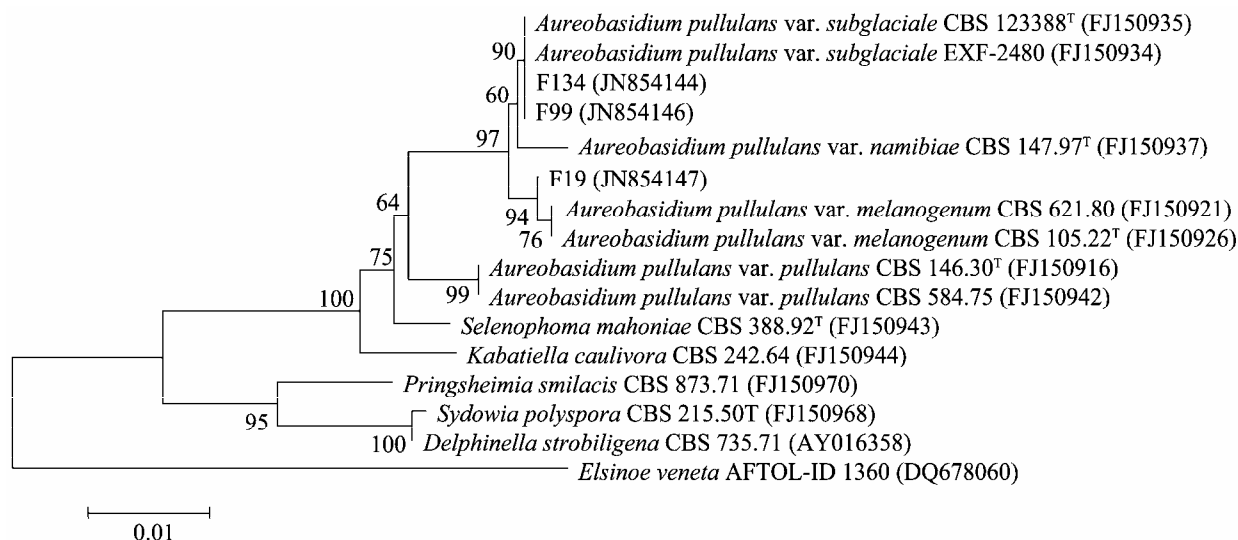 Aureobasidium pullulans var. subglaciale CBS 123388ᵀ (FJ150935)
90
Aureobasidium pullulans var. subglaciale EXF-2480 (FJ150934)
F134 (JN854144)
60
F99 (JN854146)
97
Aureobasidium pullulans var. namibiae CBS 147.97ᵀ (FJ150937)
F19 (JN854147)
64
94
Aureobasidium pullulans var. melanogenum CBS 621.80 (FJ150921)
76
Aureobasidium pullulans var. melanogenum CBS 105.22ᵀ (FJ150926)
75
Aureobasidium pullulans var. pullulans CBS 146.30ᵀ (FJ150916)
100
99
Aureobasidium pullulans var. pullulans CBS 584.75 (FJ150942)
Selenophoma mahoniae CBS 388.92ᵀ (FJ150943)
Kabatiella caulivora CBS 242.64 (FJ150944)
Pringsheimia smilacis CBS 873.71 (FJ150970)
95
Sydowia polyspora CBS 215.50T (FJ150968)
100
Delphinella strobiligena CBS 735.71 (AY016358)
Elsinoe veneta AFTOL-ID 1360 (DQ678060)
0.01